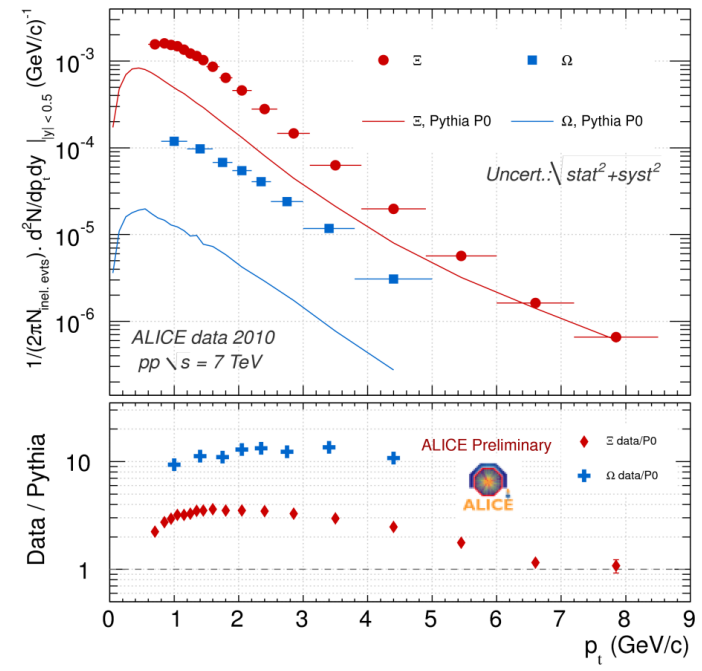 1/(2πN_inel. evts). d²N/dp_t dy |_|y| < 0.5 (GeV/c)⁻¹
10⁻³
10⁻⁴
10⁻⁵
10⁻⁶
Ξ
Ω
Ξ, Pythia P0
Ω, Pythia P0
Uncert.:√stat²+syst²
ALICE data 2010
pp √s = 7 TeV
Data / Pythia
10
1
ALICE Preliminary
Ξ data/P0
Ω data/P0
ALICE
0 1 2 3 4 5 6 7 8 9
p_t (GeV/c)